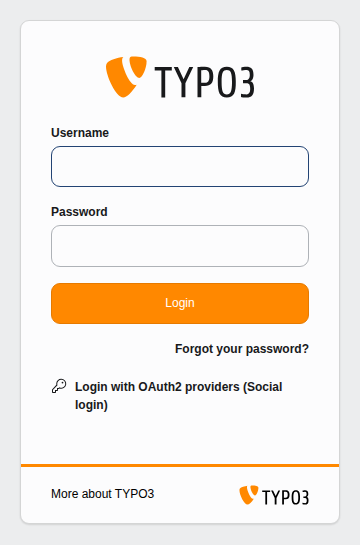 TYPO3
Username
Password
Login
Forgot your password?
Login with OAuth2 providers (Social
login)
More about TYPO3
TYPO3